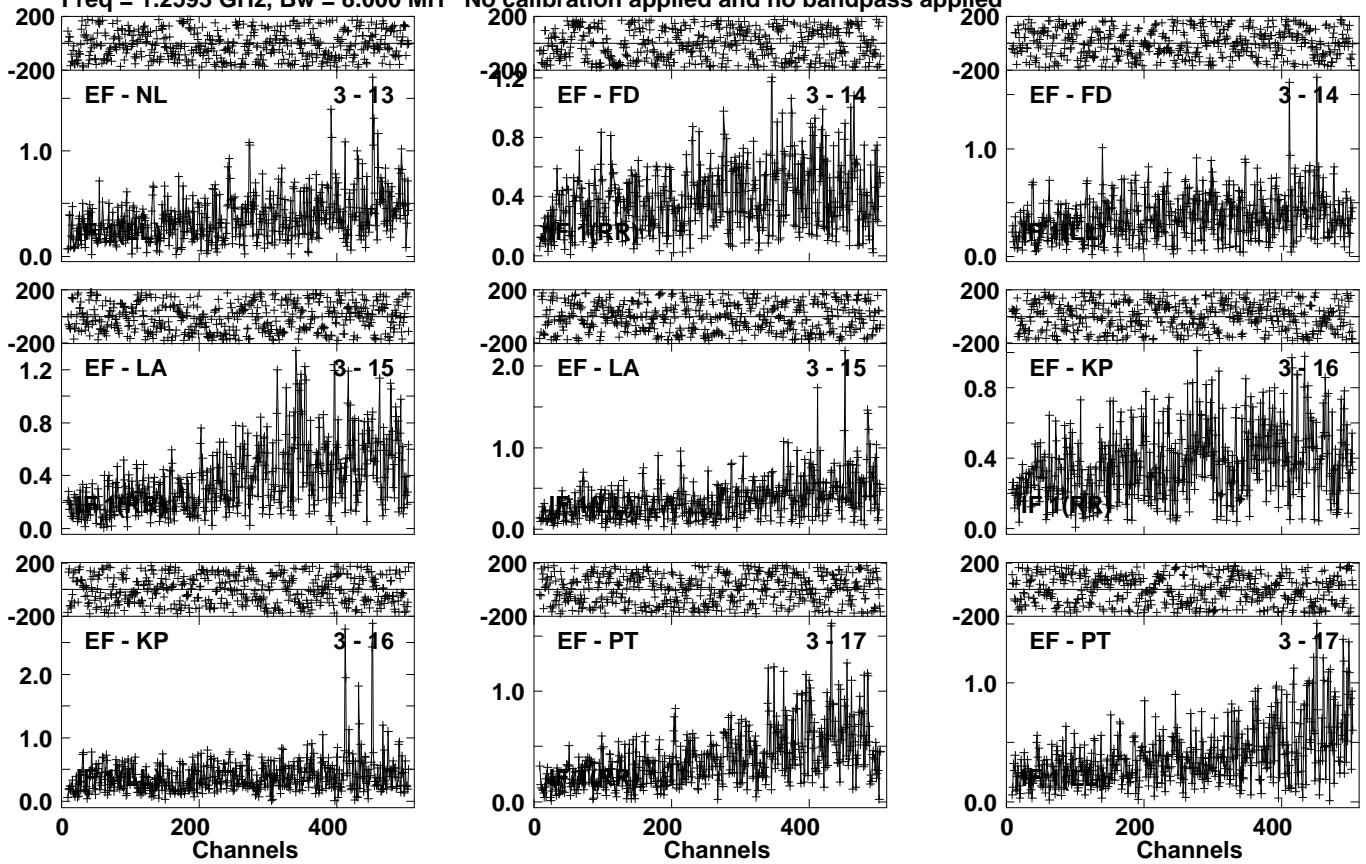 Freq = 1.2593 GHz, Bw = 8.000 MH No calibration applied and no bandpass applied
200 200 200
-200 -200 -200
EF - NL 3 - 13 1.2 EF - FD 3 - 14 EF - FD 3 - 14
1.0 0.8 1.0
0.4
IF 1(RR)
0.0 0.0 0.0
200 200 200
-200 -200 -200
EF - LA 3 - 15 EF - LA 3 - 15 EF - KP 3 - 16
1.2 2.0 0.8
0.8 1.0 0.4
0.4 IF 1(RR)
0.0 0.0 0.0
200 200 200
-200 -200 -200
EF - KP 3 - 16 EF - PT 3 - 17 EF - PT 3 - 17
2.0 1.0 1.0
1.0
0.0 0.0 0.0
0 200 400 0 200 400 0 200 400
Channels Channels Channels